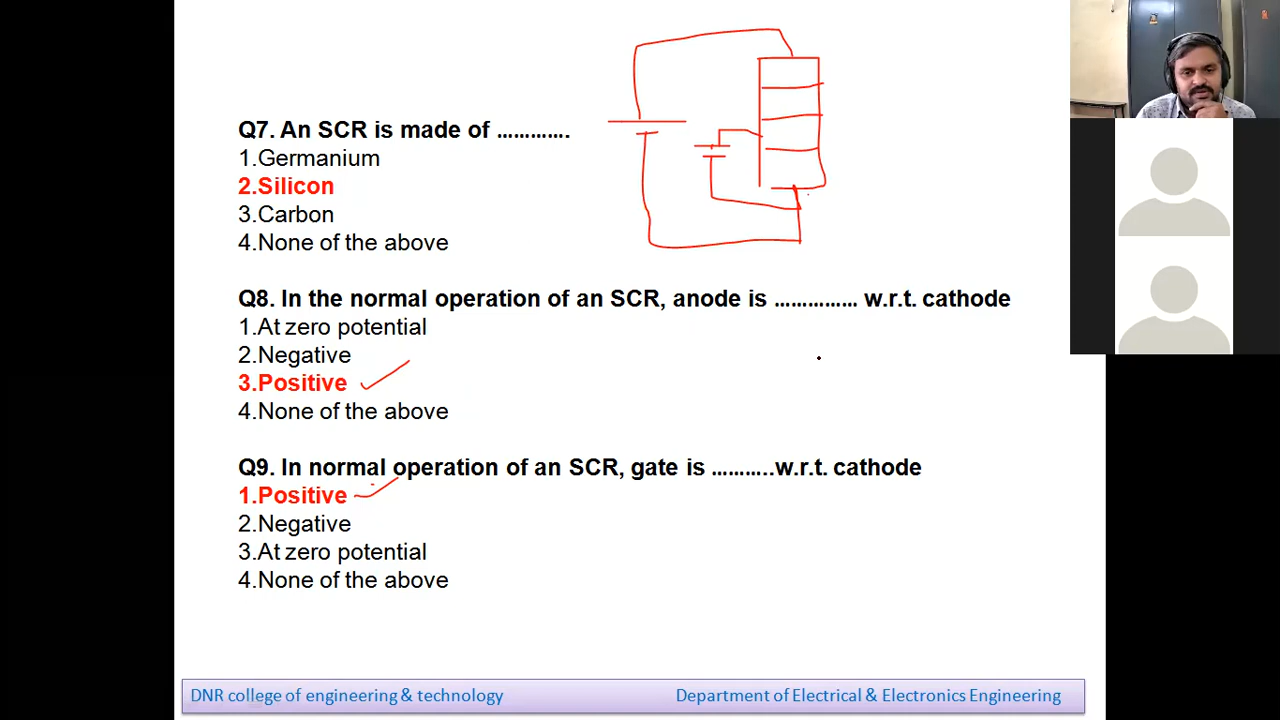 Q7. An SCR is made of ………….
1.Germanium
2.Silicon
3.Carbon
4.None of the above
Q8. In the normal operation of an SCR, anode is …………… w.r.t. cathode
1.At zero potential
2.Negative
3.Positive
4.None of the above
Q9. In normal operation of an SCR, gate is ………..w.r.t. cathode
1.Positive
2.Negative
3.At zero potential
4.None of the above
DNR college of engineering & technology
Department of Electrical & Electronics Engineering